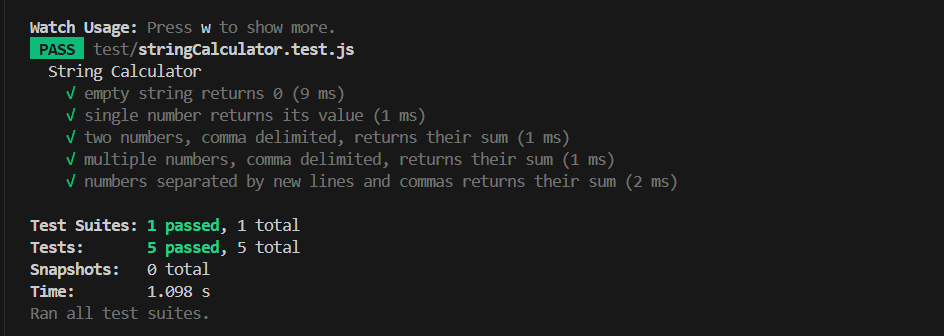 Watch Usage: Press w to show more.
PASS test/stringCalculator.test.js
String Calculator
√ empty string returns 0 (9 ms)
√ single number returns its value (1 ms)
√ two numbers, comma delimited, returns their sum (1 ms)
√ multiple numbers, comma delimited, returns their sum (1 ms)
√ numbers separated by new lines and commas returns their sum (2 ms)
Test Suites: 1 passed, 1 total
Tests: 5 passed, 5 total
Snapshots: 0 total
Time: 1.098 s
Ran all test suites.